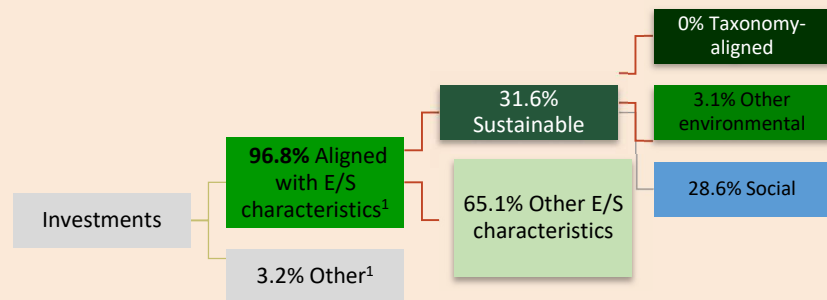 Investments
96.8% Aligned
with E/S
characteristics¹
3.2% Other¹
31.6%
Sustainable
65.1% Other E/S
characteristics
0% Taxonomy-
aligned
3.1% Other
environmental
28.6% Social